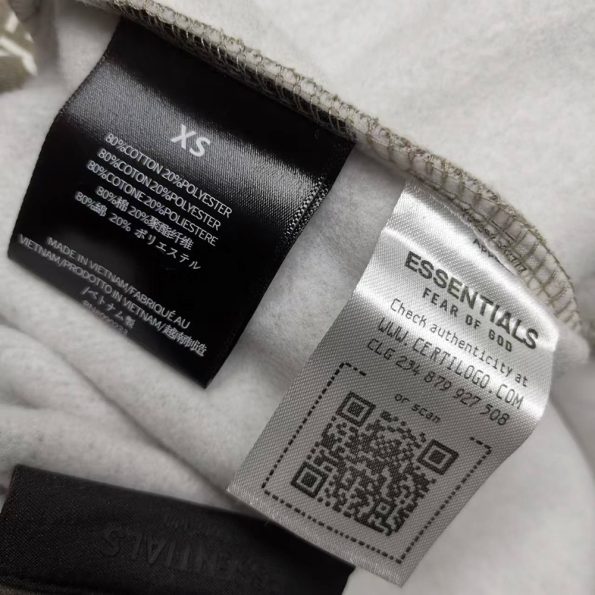 XS
80%COTTON 20%POLYESTER
80%COTON 20%POLYESTER
80%COTONE 20%POLIESTERE
80%棉 20%聚酯纤维
80%綿 20% ポリエステル
MADE IN VIETNAM/FABRIQUÉ AU
VIETNAM/PRODOTTO IN VIETNAM/越南制造
/ベトナム製
ESSENTIALS
FEAR OF GOD
Check authenticity at
WWW.CERTILOGO.COM
CLG 234 879 927 508
or scan
ESSENTIALS